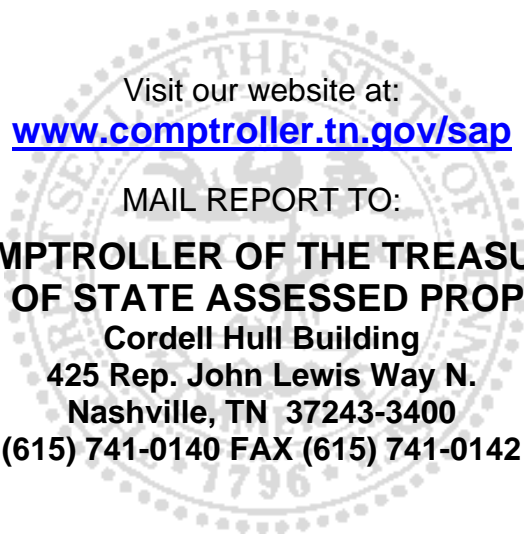 Visit our website at:
www.comptroller.tn.gov/sap
MAIL REPORT TO:
MPTROLLER OF THE TREASU
OF STATE ASSESSED PROP
Cordell Hull Building
425 Rep. John Lewis Way N.
Nashville, TN 37243-3400
(615) 741-0140 FAX (615) 741-0142
1796